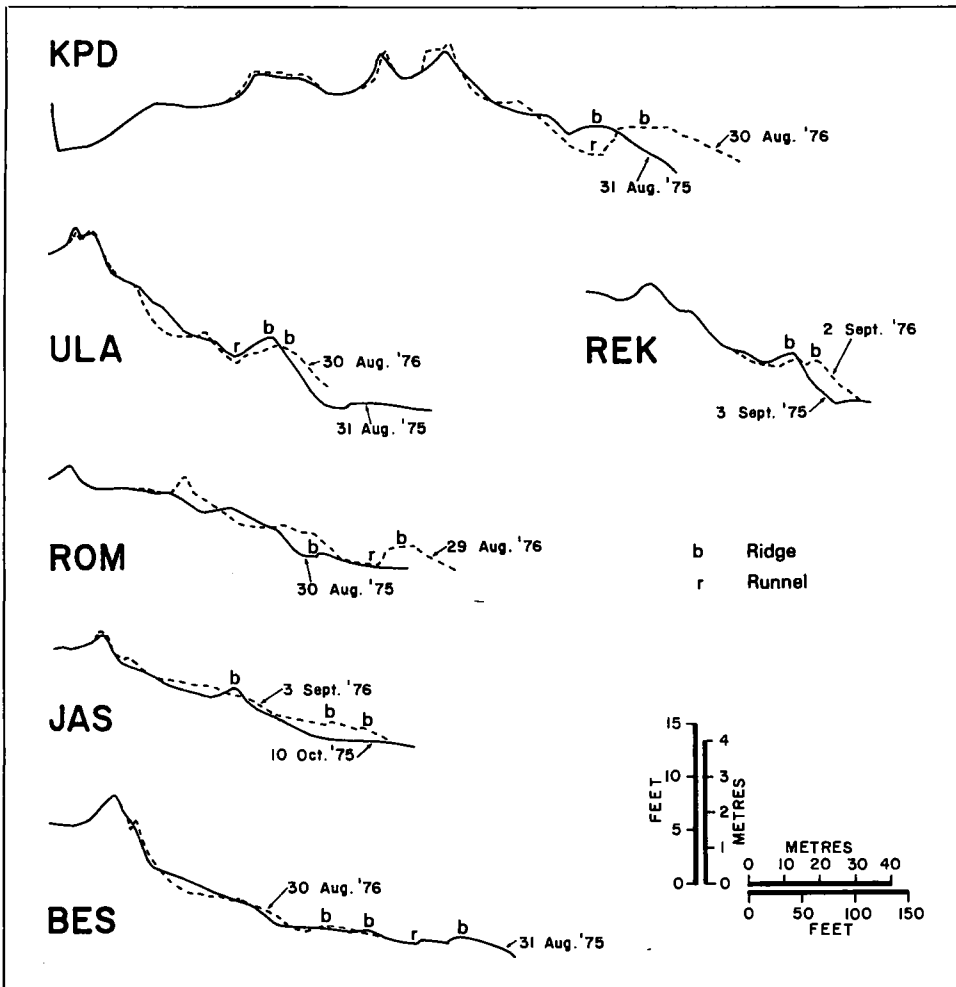 KPD
b b
r
30 Aug. '76
31 Aug. '75
ULA
b
r b
30 Aug. '76
31 Aug. '75
REK
b b
2 Sept. '76
3 Sept. '75
ROM
b
r b
29 Aug. '76
30 Aug. '75
b Ridge
r Runnel
JAS
b
3 Sept. '76
b b
10 Oct. '75
BES
30 Aug. '76
b b r b
31 Aug. '75
15
10
5
0
FEET
4
3
2
1
0
METRES
METRES
0 10 20 30 40
0 50 100 150
FEET